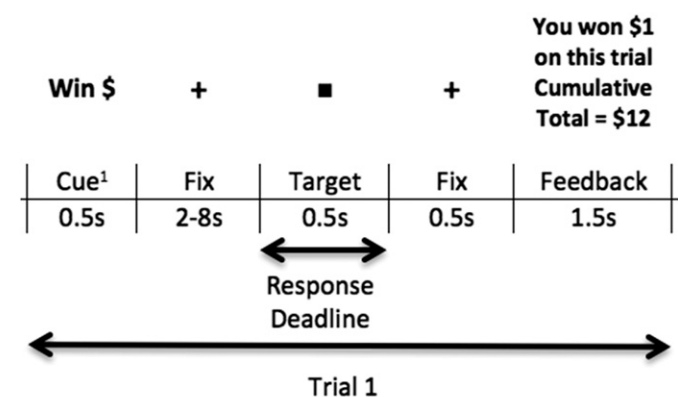 You won $1
on this trial
Win $ + ■ + Cumulative
Total = $12
Cue¹ Fix Target Fix Feedback
0.5s 2-8s 0.5s 0.5s 1.5s
Response
Deadline
Trial 1